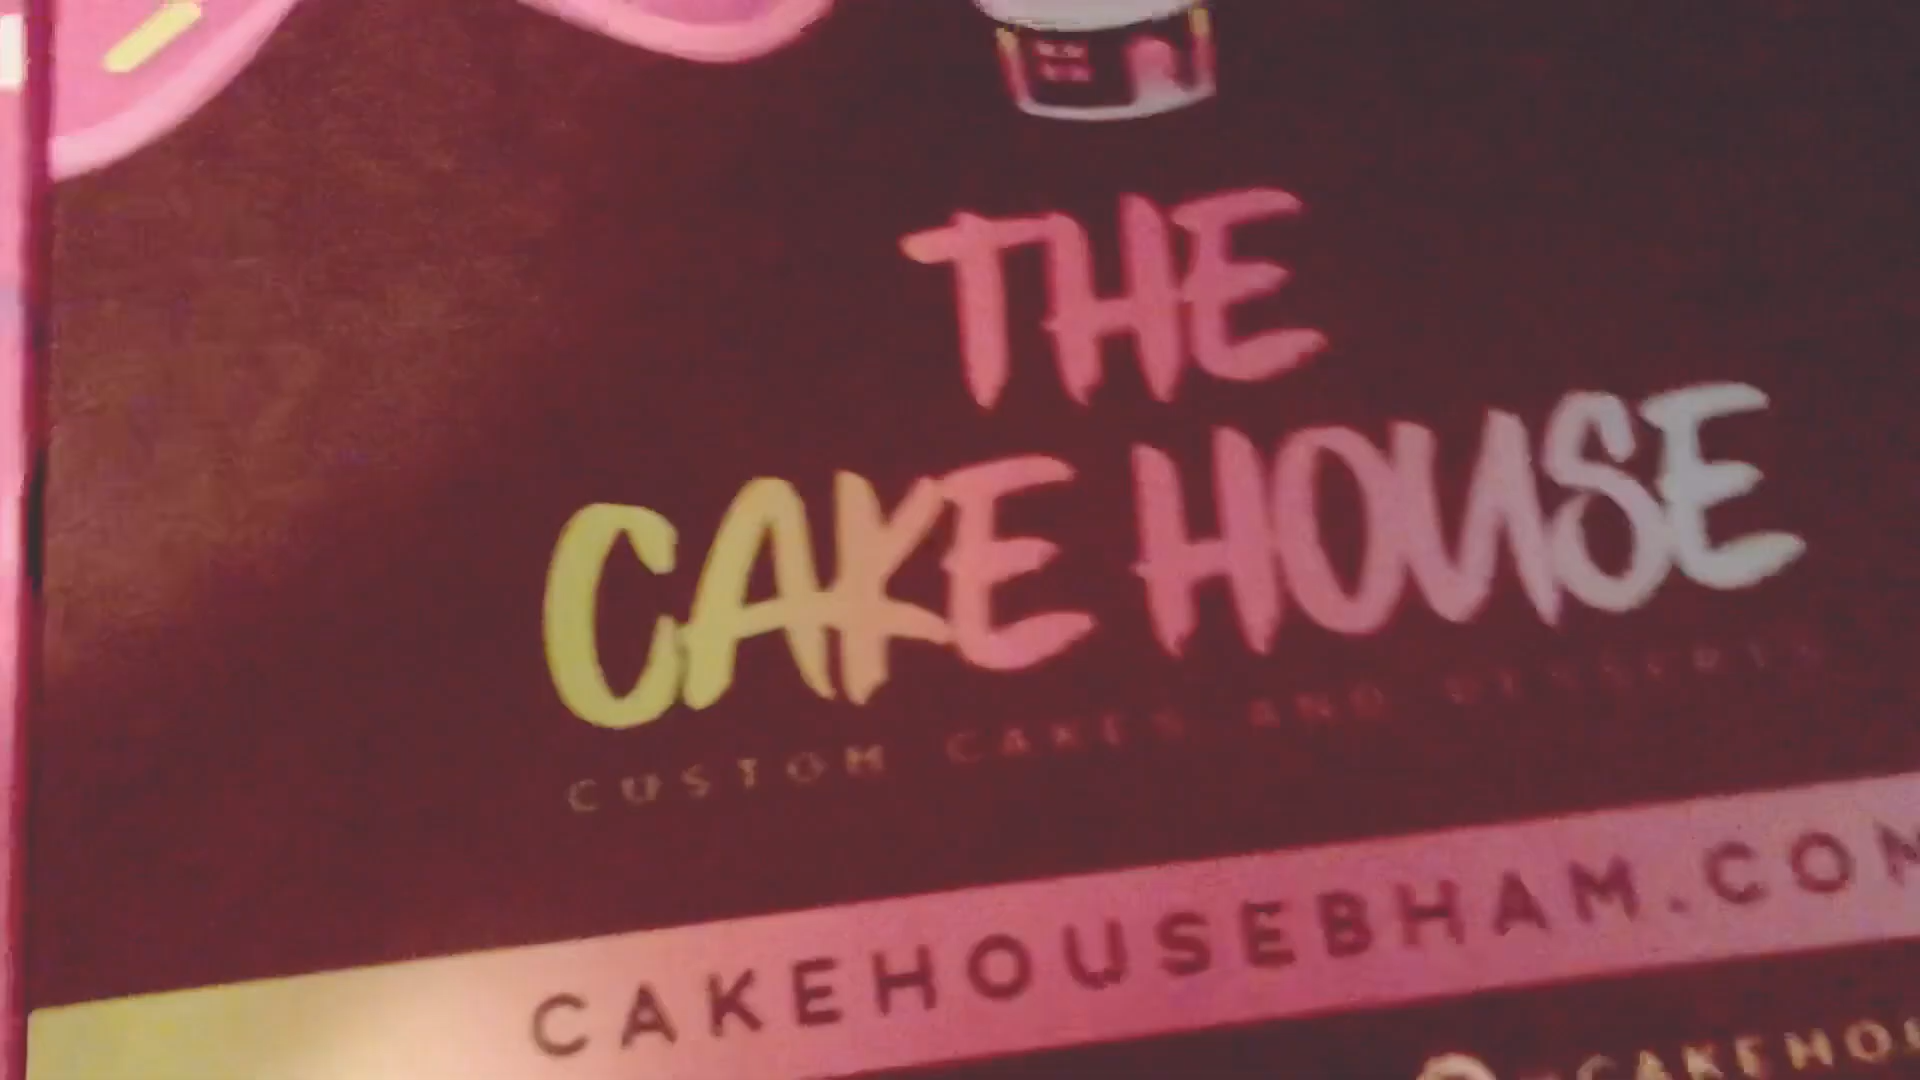 THE
CAKE HOUSE
CUSTOM CAKES AND DESSERTS
CAKEHOUSEBHAM.COM